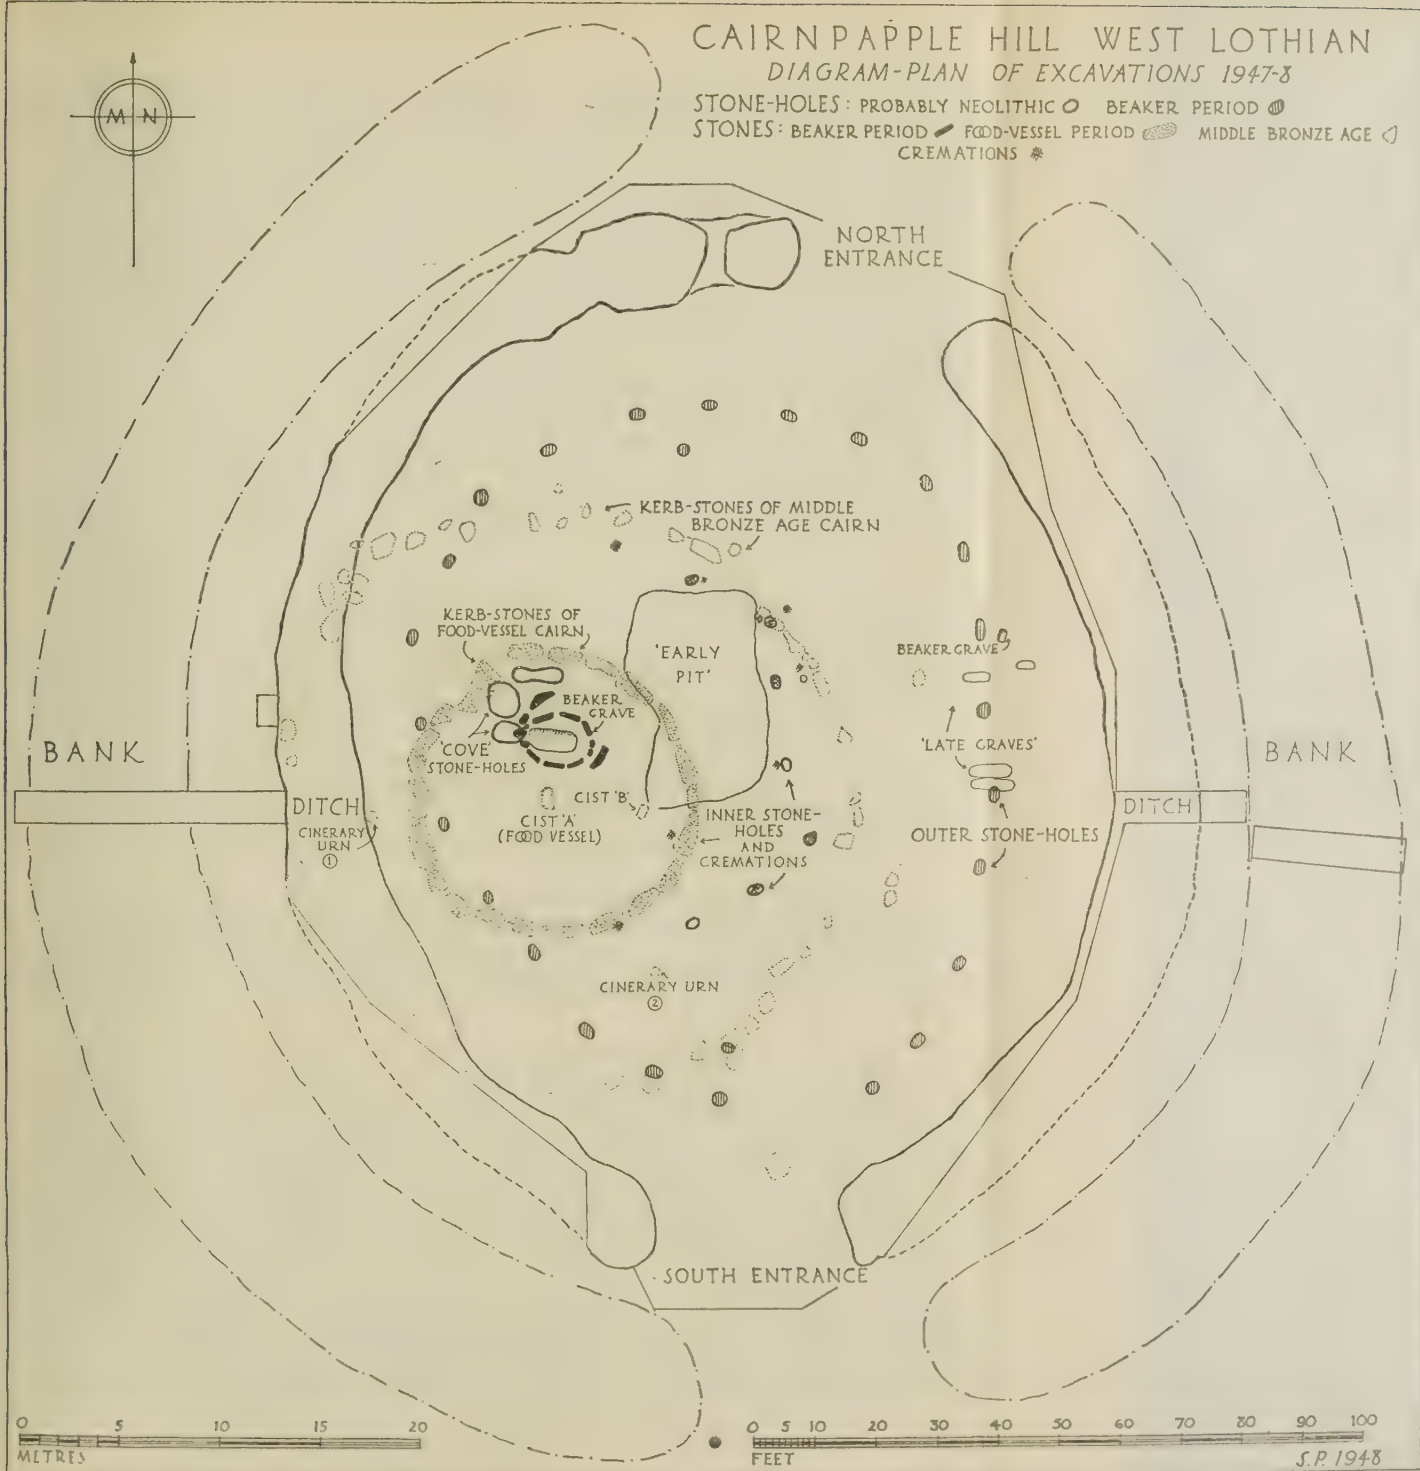 CAIRNPAPPLE HILL WEST LOTHIAN
DIAGRAM-PLAN OF EXCAVATIONS 1947-8
STONE-HOLES: PROBABLY NEOLITHIC BEAKER PERIOD
STONES: BEAKER PERIOD FOOD-VESSEL PERIOD MIDDLE BRONZE AGE
CREMATIONS
M N
NORTH
ENTRANCE
KERB-STONES OF MIDDLE
BRONZE AGE CAIRN
KERB-STONES OF
FOOD-VESSEL CAIRN
'EARLY
PIT'
BEAKER GRAVE
BEAKER
GRAVE
'COVE'
STONE-HOLES
'LATE GRAVES'
BANK
BANK
DITCH
DITCH
CINERARY
URN
1
CIST 'A'
(FOOD VESSEL)
CIST 'B'
INNER STONE-
HOLES
AND
CREMATIONS
OUTER STONE-HOLES
CINERARY URN
2
SOUTH ENTRANCE
0 5 10 15 20
METRES
0 5 10 20 30 40 50 60 70 80 90 100
FEET
S.P. 1948